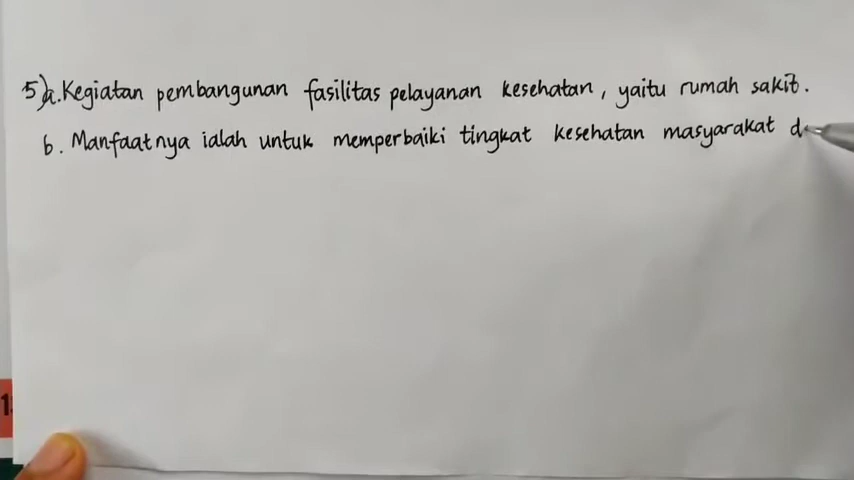 5)a. Kegiatan pembangunan fasilitas pelayanan kesehatan, yaitu rumah sakit.
b. Manfaatnya ialah untuk memperbaiki tingkat kesehatan masyarakat